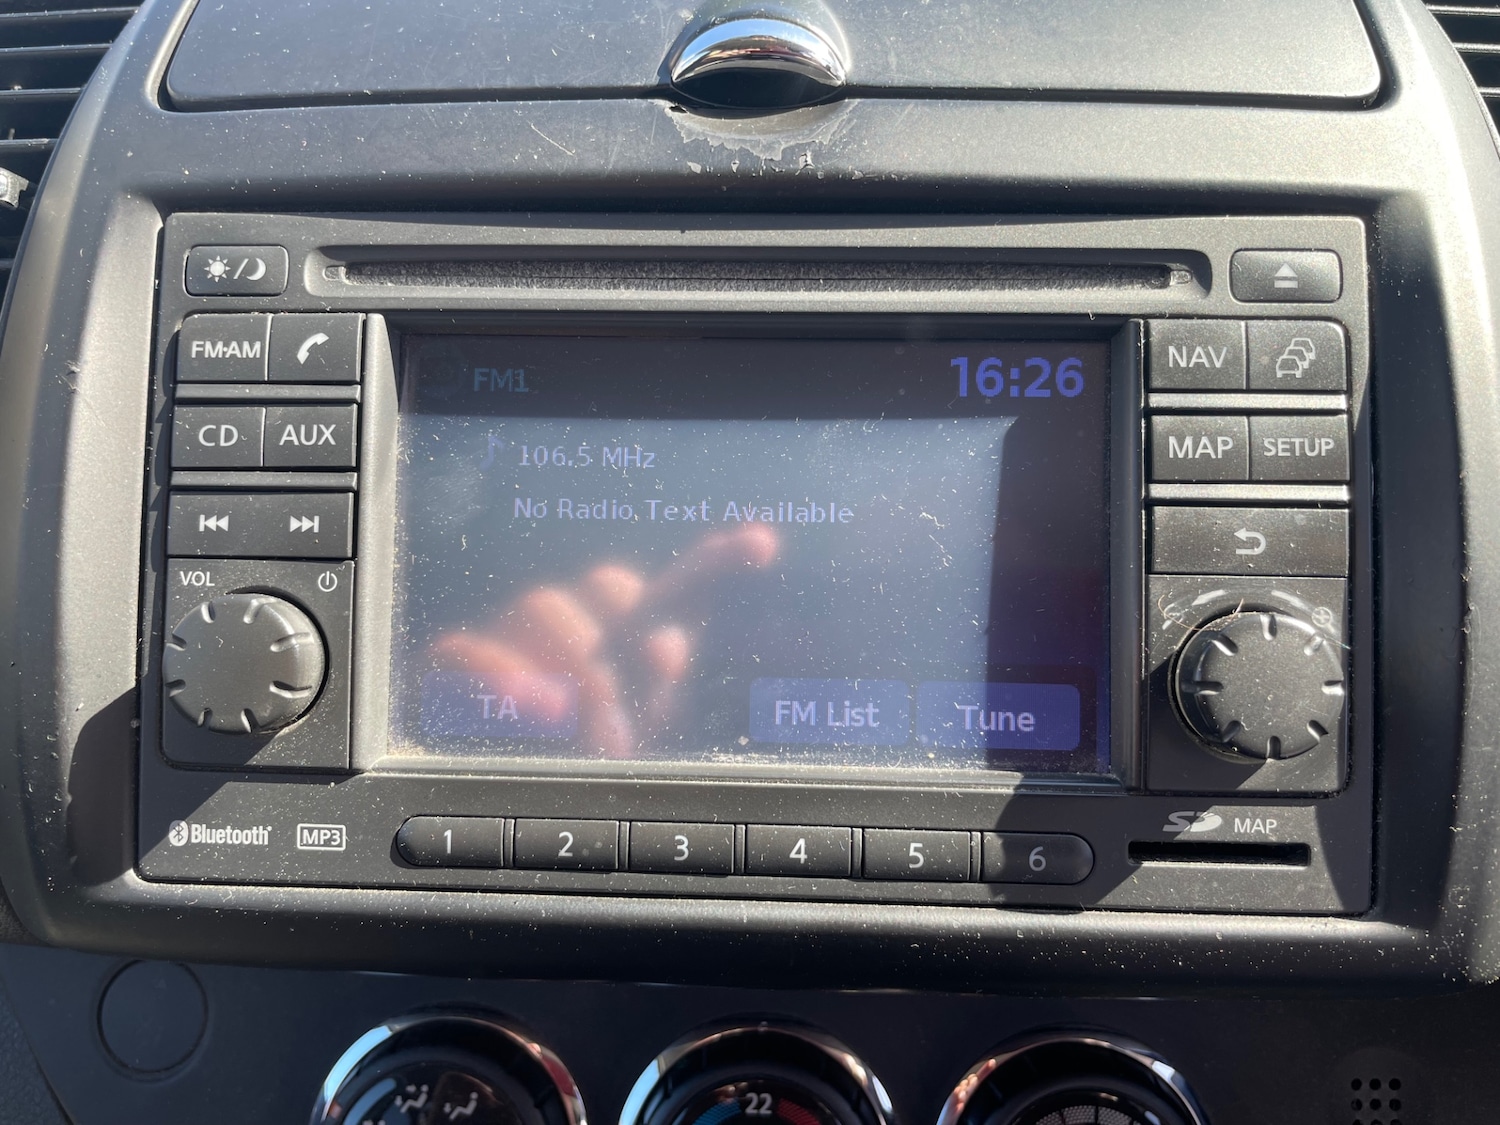 FM·AM
CD
AUX
VOL
Bluetooth
MP3
FM1
16:26
106.5 MHz
No Radio Text Available
TA
FM List
Tune
1
2
3
4
5
6
NAV
MAP
SETUP
SD
MAP
22